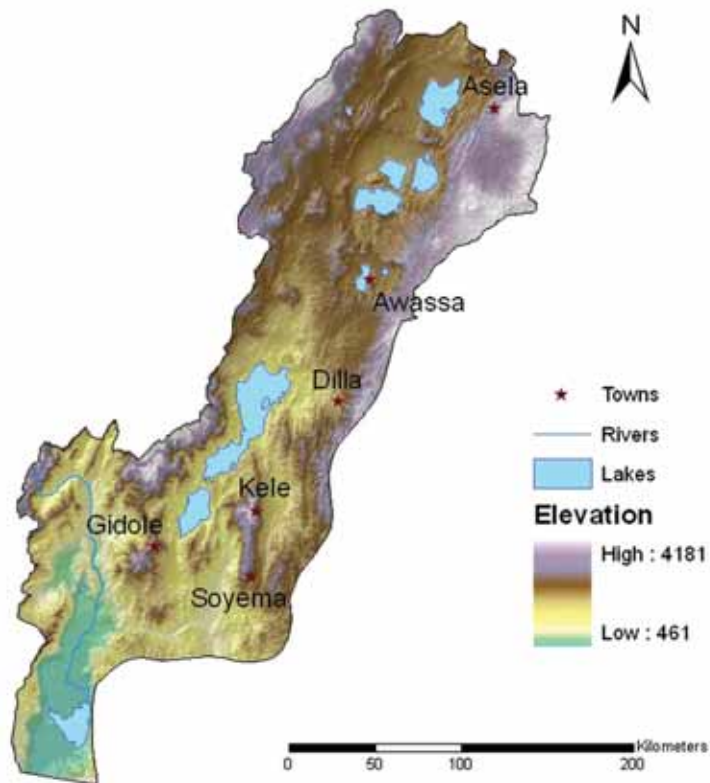 N
Asela
Awassa
Dilla
Kele
Gidole
Soyema
Towns
Rivers
Lakes
Elevation
High : 4181
Low : 461
Kilometers
0 50 100 200